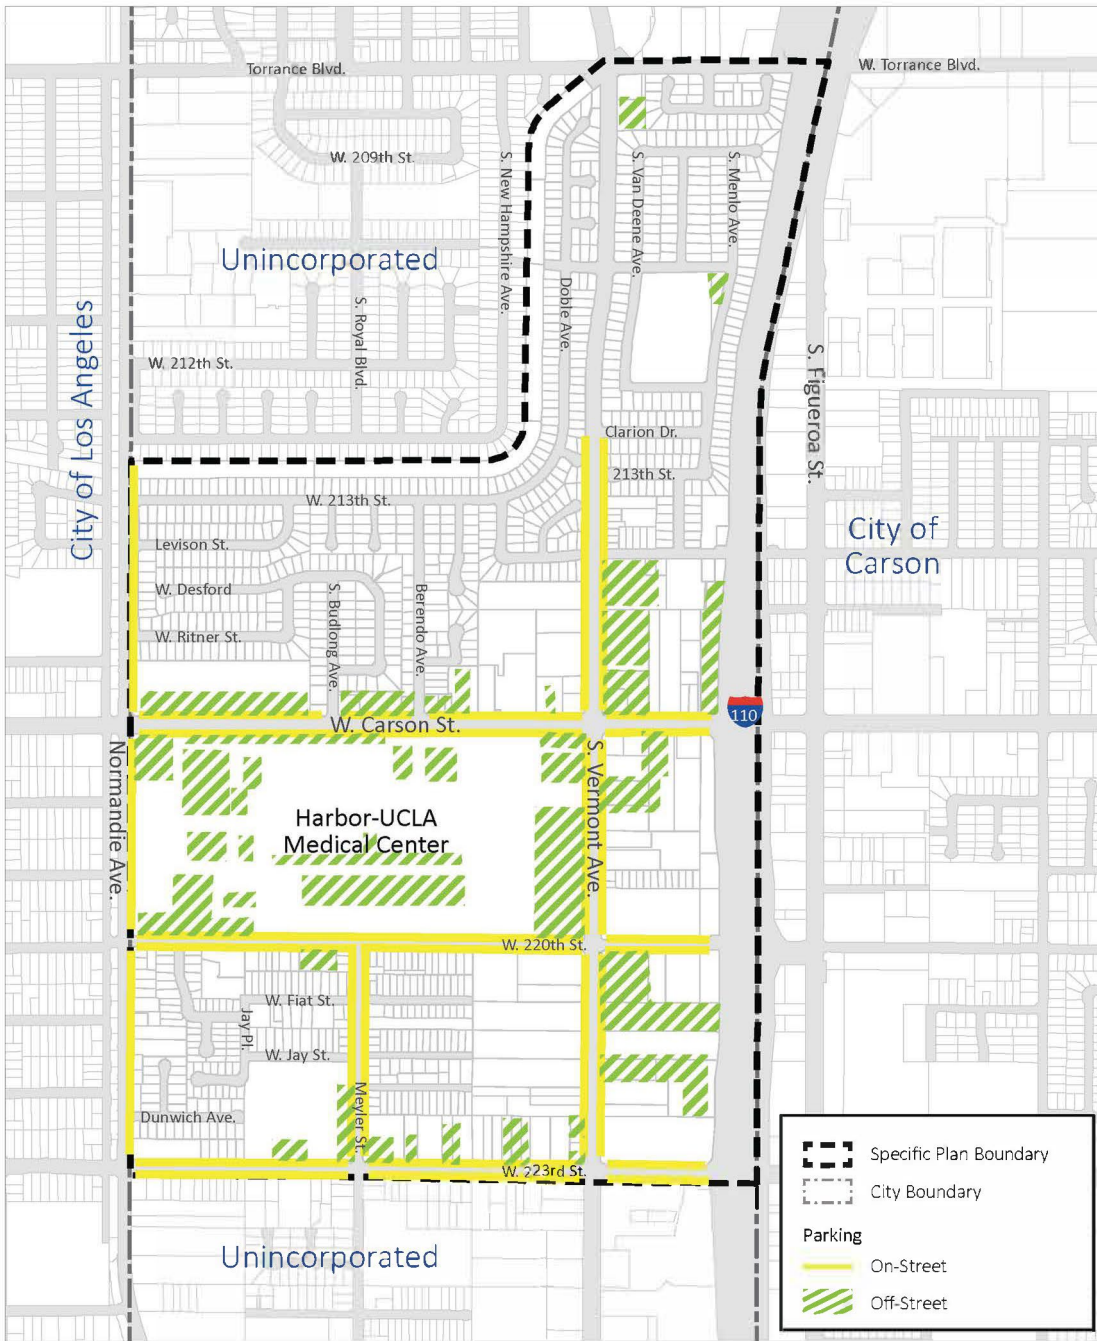 Torrance Blvd.
W. Torrance Blvd.
W. 209th St.
S. New Hampshire Ave.
S. Van Deene Ave.
S. Menlo Ave.
Unincorporated
Doble Ave.
S. Royal Blvd.
City of Los Angeles
W. 212th St.
S. Figueroa St.
Clarion Dr.
213th St.
W. 213th St.
City of
Carson
Levison St.
W. Desford
S. Budlong Ave.
Berendo Ave.
W. Ritner St.
110
W. Carson St.
Normandie Ave.
S. Vermont Ave.
Harbor-UCLA
Medical Center
W. 220th St.
W. Fiat St.
Jay Pl.
W. Jay St.
Meyler St.
Dunwich Ave.
W. 223rd St.
Unincorporated
Specific Plan Boundary
City Boundary
Parking
On-Street
Off-Street